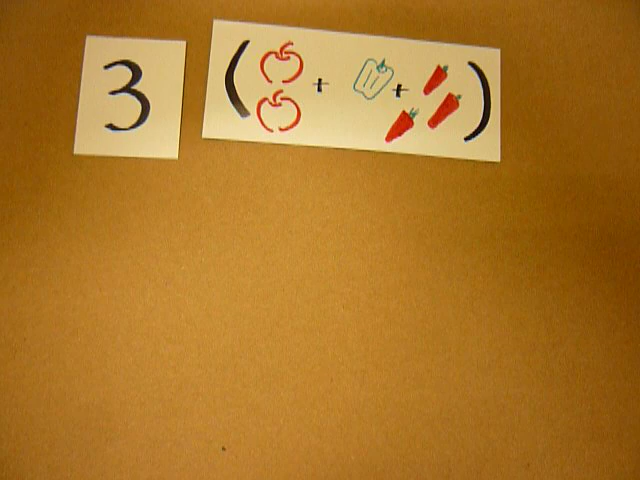 3 ( + + )